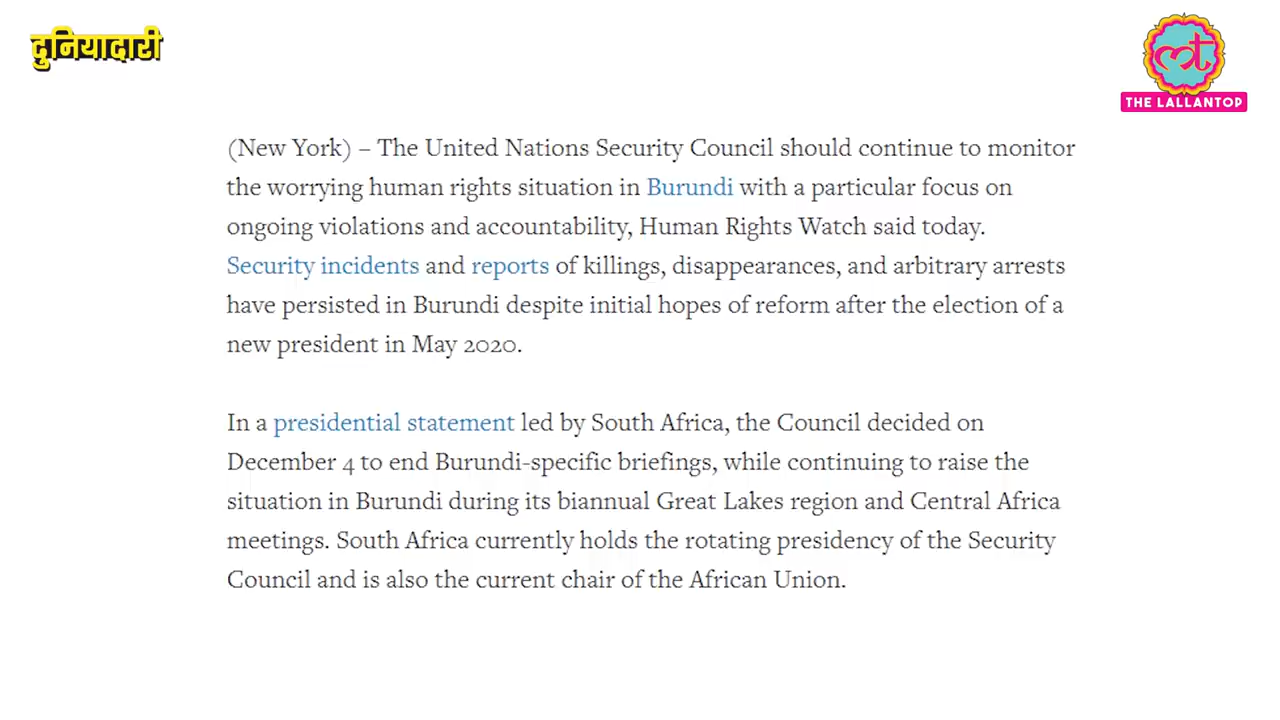 दुनियादारी
lt
THE LALLANTOP
(New York) – The United Nations Security Council should continue to monitor
the worrying human rights situation in Burundi with a particular focus on
ongoing violations and accountability, Human Rights Watch said today.
Security incidents and reports of killings, disappearances, and arbitrary arrests
have persisted in Burundi despite initial hopes of reform after the election of a
new president in May 2020.
In a presidential statement led by South Africa, the Council decided on
December 4 to end Burundi-specific briefings, while continuing to raise the
situation in Burundi during its biannual Great Lakes region and Central Africa
meetings. South Africa currently holds the rotating presidency of the Security
Council and is also the current chair of the African Union.